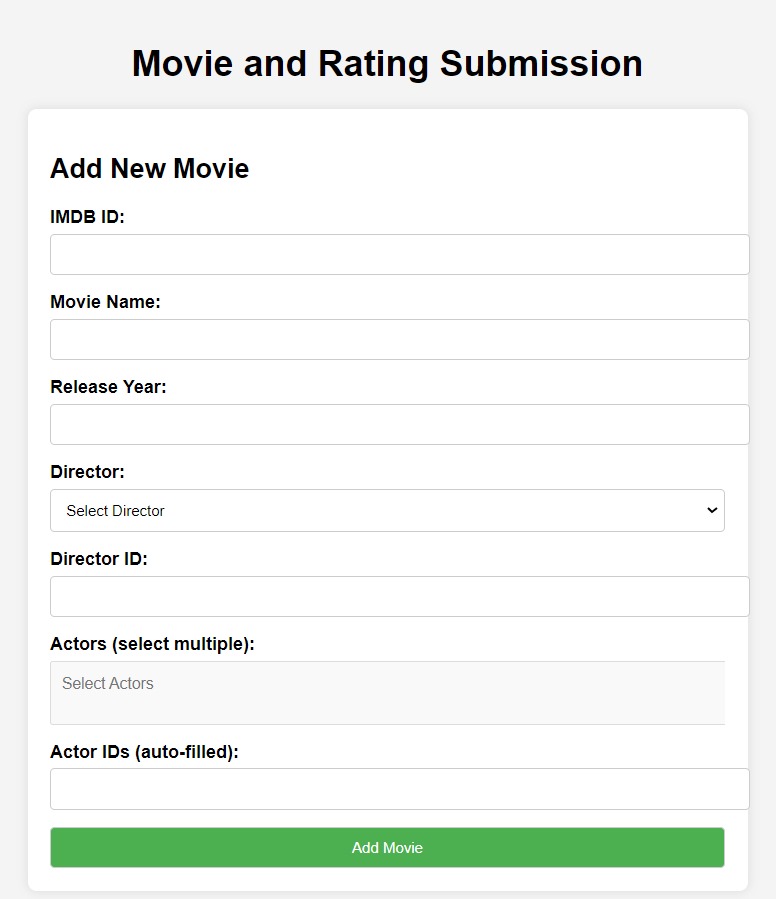 Movie and Rating Submission
Add New Movie
IMDB ID:
Movie Name:
Release Year:
Director:
Select Director
Director ID:
Actors (select multiple):
Select Actors
Actor IDs (auto-filled):
Add Movie